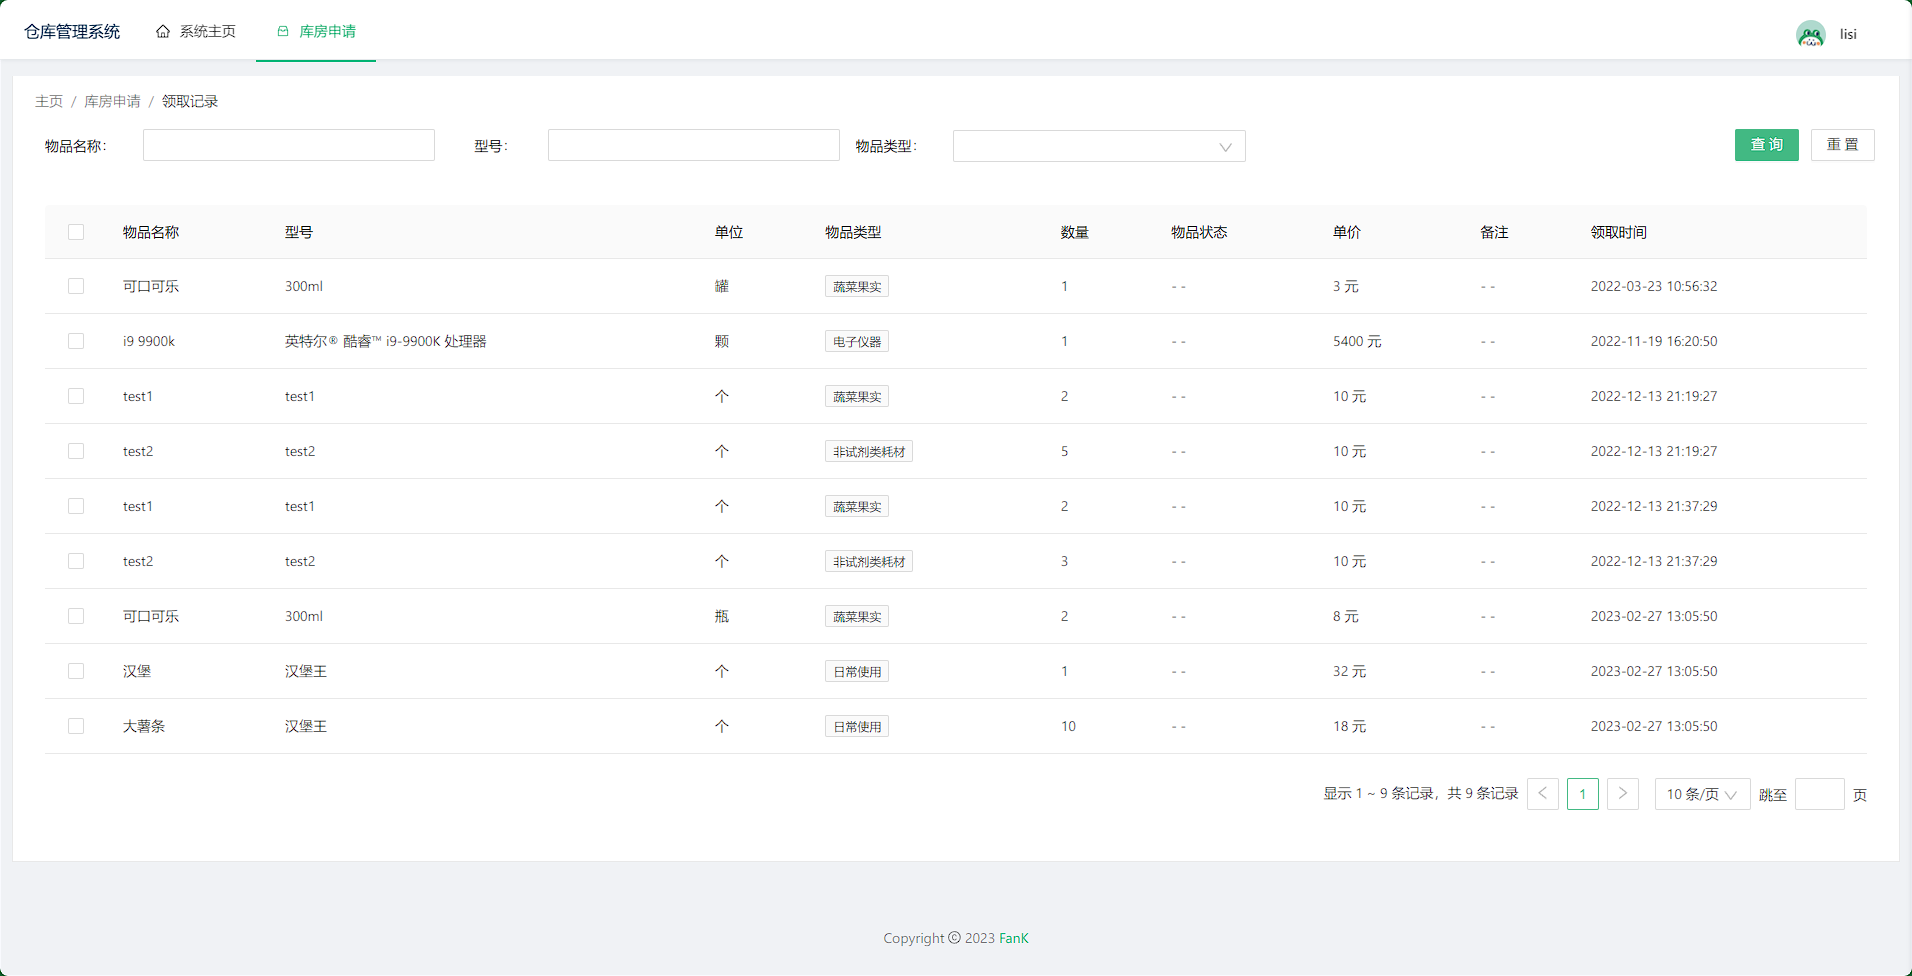 仓库管理系统 系统主页 库房申请 lisi
主页 / 库房申请 / 领取记录
物品名称： 型号： 物品类型： 查 询 重 置
物品名称 型号 单位 物品类型 数量 物品状态 单价 备注 领取时间
可口可乐 300ml 罐 蔬菜果实 1 - - 3 元 - - 2022-03-23 10:56:32
i9 9900k 英特尔® 酷睿™ i9-9900K 处理器 颗 电子仪器 1 - - 5400 元 - - 2022-11-19 16:20:50
test1 test1 个 蔬菜果实 2 - - 10 元 - - 2022-12-13 21:19:27
test2 test2 个 非试剂类耗材 5 - - 10 元 - - 2022-12-13 21:19:27
test1 test1 个 蔬菜果实 2 - - 10 元 - - 2022-12-13 21:37:29
test2 test2 个 非试剂类耗材 3 - - 10 元 - - 2022-12-13 21:37:29
可口可乐 300ml 瓶 蔬菜果实 2 - - 8 元 - - 2023-02-27 13:05:50
汉堡 汉堡王 个 日常使用 1 - - 32 元 - - 2023-02-27 13:05:50
大薯条 汉堡王 个 日常使用 10 - - 18 元 - - 2023-02-27 13:05:50
显示 1 ~ 9 条记录，共 9 条记录 < 1 > 10 条/页 跳至 页
Copyright © 2023 FanK